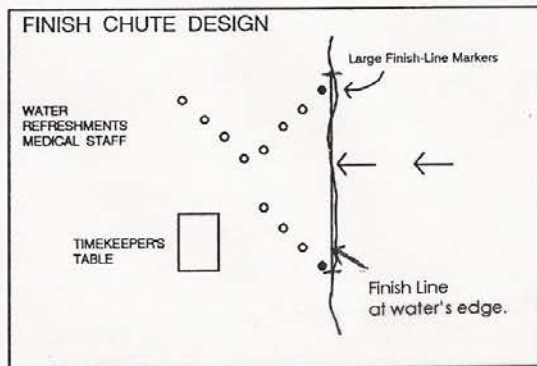 FINISH CHUTE DESIGN
Large Finish-Line Markers
WATER
REFRESHMENTS
MEDICAL STAFF
TIMEKEEPER'S
TABLE
Finish Line
at water's edge.